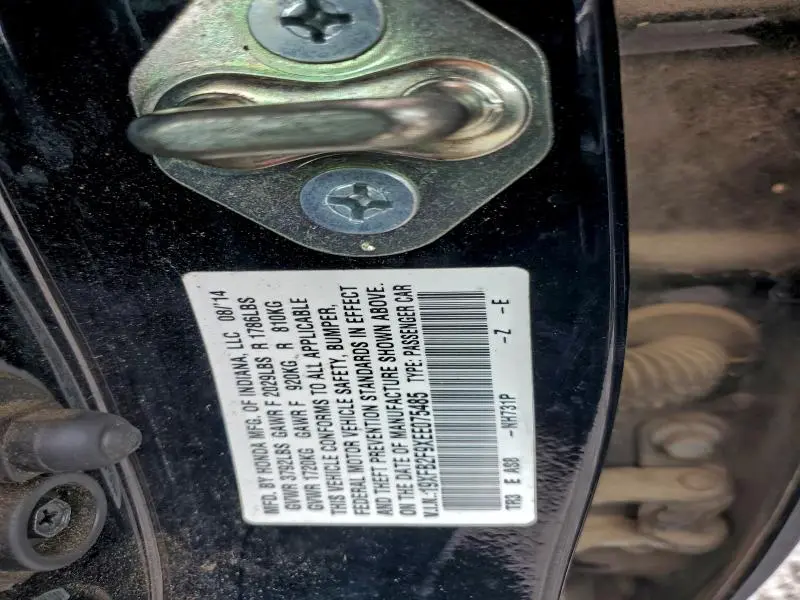 MFD. BY HONDA MFG. OF INDIANA, LLC 08/'14
GVWR 3792LBS GAWR F 2029LBS R 1786LBS
GVWR 1720KG GAWR F 920KG R 810KG
THIS VEHICLE CONFORMS TO ALL APPLICABLE
FEDERAL MOTOR VEHICLE SAFETY, BUMPER,
AND THEFT PREVENTION STANDARDS IN EFFECT
ON THE DATE OF MANUFACTURE SHOWN ABOVE.
V.I.N.:19XFB2F9XEE075485 TYPE: PASSENGER CAR
TR3 E AS8 -NH731P -Z -E